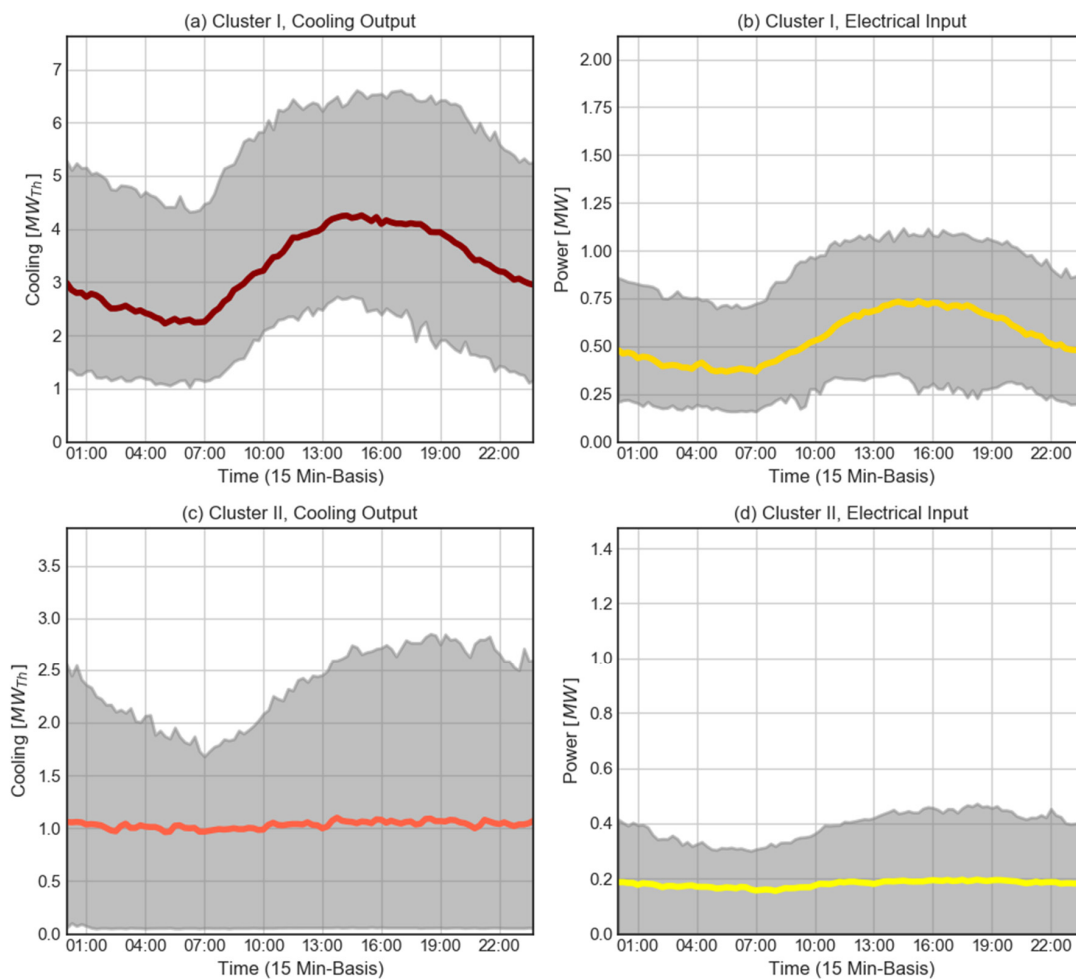 (a) Cluster I, Cooling Output
Cooling [MW_Th]
7
6
5
4
3
2
1
0
01:00 04:00 07:00 10:00 13:00 16:00 19:00 22:00
Time (15 Min-Basis)
(b) Cluster I, Electrical Input
Power [MW]
2.00
1.75
1.50
1.25
1.00
0.75
0.50
0.25
0.00
01:00 04:00 07:00 10:00 13:00 16:00 19:00 22:00
Time (15 Min-Basis)
(c) Cluster II, Cooling Output
Cooling [MW_Th]
3.5
3.0
2.5
2.0
1.5
1.0
0.5
0.0
01:00 04:00 07:00 10:00 13:00 16:00 19:00 22:00
Time (15 Min-Basis)
(d) Cluster II, Electrical Input
Power [MW]
1.4
1.2
1.0
0.8
0.6
0.4
0.2
0.0
01:00 04:00 07:00 10:00 13:00 16:00 19:00 22:00
Time (15 Min-Basis)